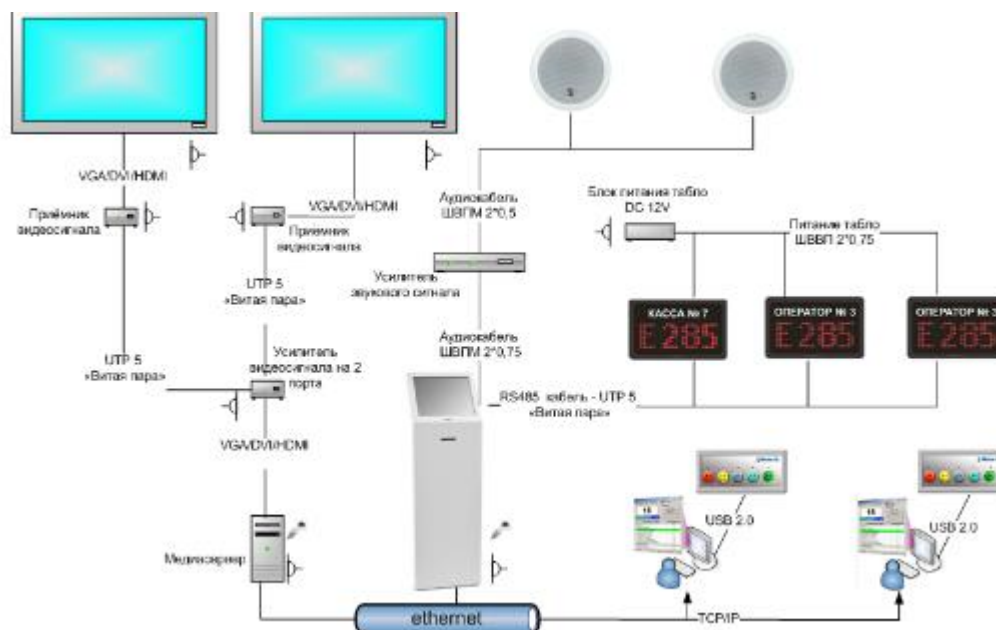 VGA/DVI/HDMI
Приёмник
видеосигнала
VGA/DVI/HDMI
Приемник
видеосигнала
UTP 5
«Витая пара»
UTP 5
«Витая пара»
Усилитель
видеосигнала на 2
порта
VGA/DVI/HDMI
Медиасервер
Аудиокабель
ШВПМ 2*0,5
Усилитель
звукового сигнала
Аудиокабель
ШВПМ 2*0,75
Блок питания табло
DC 12V
Питание табло
ШВВП 2*0,75
КАССА № 7
E285
ОПЕРАТОР № 3
E285
ОПЕРАТОР № 3
E285
RS485 кабель - UTP 5
«Витая пара»
USB 2.0
USB 2.0
ethernet
TCP/IP